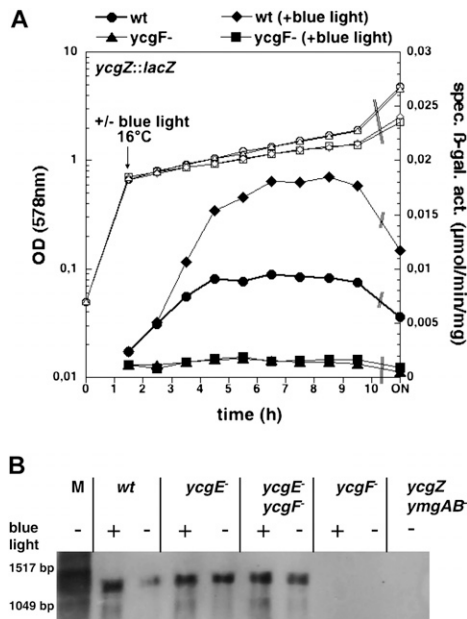 A
wt
wt (+blue light)
ycgF-
ycgF- (+blue light)
ycgZ::lacZ
+/- blue light
16°C
10
1
0,1
0,01
OD (578nm)
0,03
0,025
0,02
0,015
0,01
0,005
0
spec. ß-gal. act. (µmol/min/mg)
0 1 2 3 4 5 6 7 8 9 10 ON
time (h)
B
M wt ycgE- ycgE- ycgF- ycgZ
ycgF- ymgAB-
blue light - + - + - + - + - -
1517 bp
1049 bp